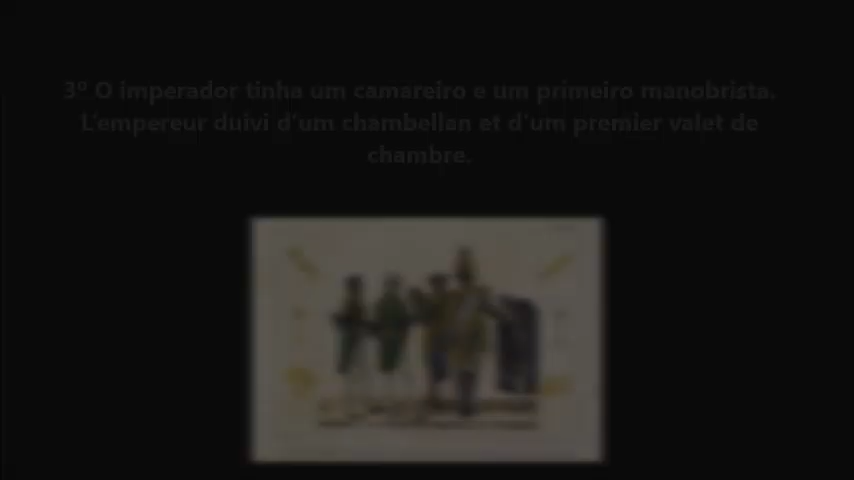 3º O imperador tinha um camareiro e um primeiro manobrista.
L'empereur duivi d'um chambellan et d'um premier valet de
chambre.